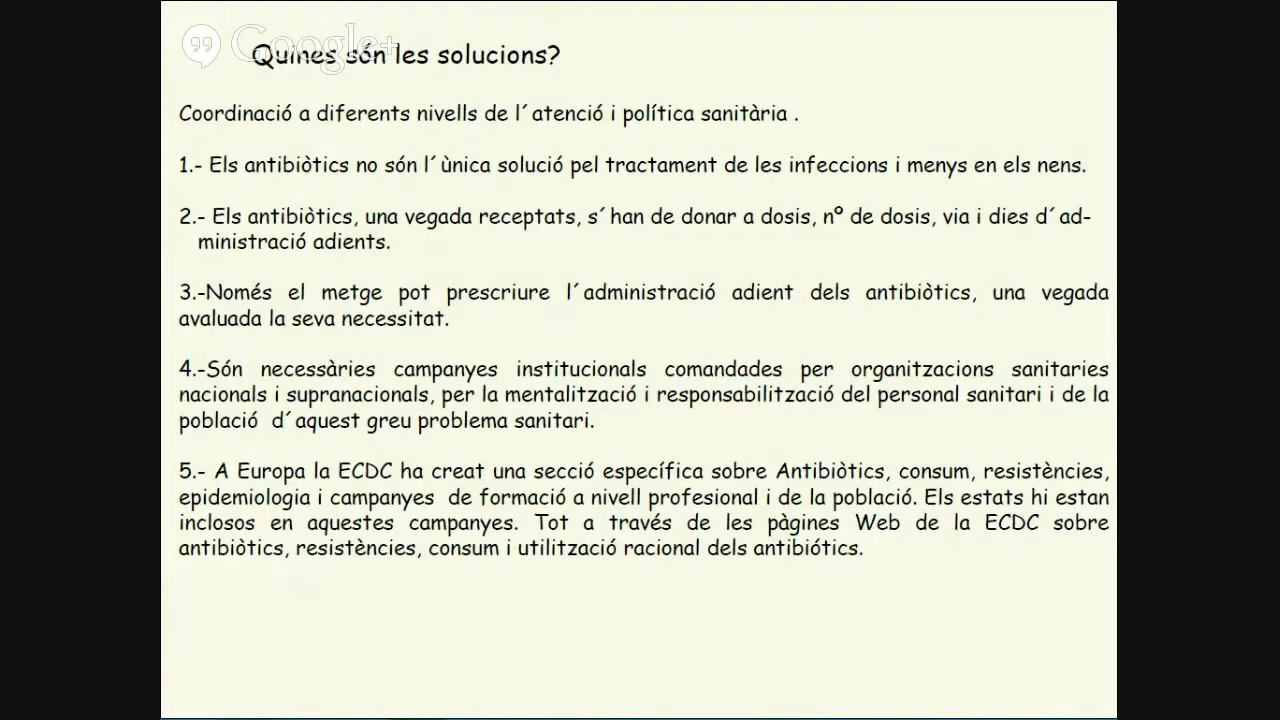 Google+
Quines són les solucions?
Coordinació a diferents nivells de l´atenció i política sanitària .
1.- Els antibiòtics no són l´ùnica solució pel tractament de les infeccions i menys en els nens.
2.- Els antibiòtics, una vegada receptats, s´han de donar a dosis, nº de dosis, via i dies d´ad-
ministració adients.
3.-Només el metge pot prescriure l´administració adient dels antibiòtics, una vegada
avaluada la seva necessitat.
4.-Són necessàries campanyes institucionals comandades per organitzacions sanitaries
nacionals i supranacionals, per la mentalització i responsabilització del personal sanitari i de la
població d´aquest greu problema sanitari.
5.- A Europa la ECDC ha creat una secció específica sobre Antibiòtics, consum, resistències,
epidemiologia i campanyes de formació a nivell profesional i de la població. Els estats hi estan
inclosos en aquestes campanyes. Tot a través de les pàgines Web de la ECDC sobre
antibiòtics, resistències, consum i utilització racional dels antibiótics.